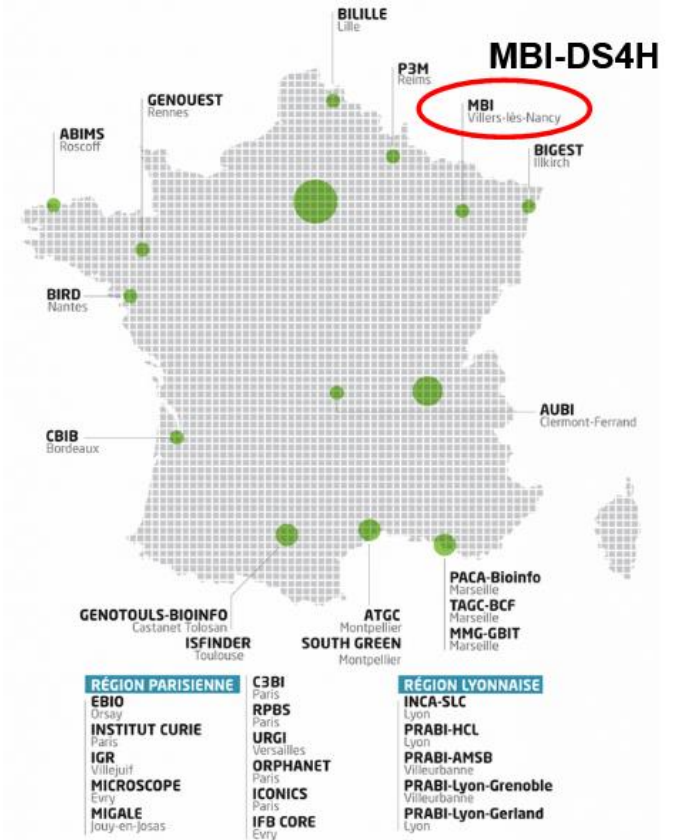 BILILLE
Lille
MBI-DS4H
P3M
Reims
GENOUEST
Rennes
MBI
Villers-lès-Nancy
ABIMS
Roscoff
BIGEST
Illkirch
BIRD
Nantes
AUBI
Clermont-Ferrand
CBIB
Bordeaux
PACA-Bioinfo
Marseille
TAGC-BCF
Marseille
MMG-GBIT
Marseille
GENOTOULS-BIOINFO
Castanet Tolosan
ISFINDER
Toulouse
ATGC
Montpellier
SOUTH GREEN
Montpellier
RÉGION PARISIENNE
EBIO
Orsay
INSTITUT CURIE
Paris
IGR
Villejuif
MICROSCOPE
Evry
MIGALE
Jouy-en-Josas
C3BI
Paris
RPBS
Paris
URGI
Versailles
ORPHANET
Paris
ICONICS
Paris
IFB CORE
Evry
RÉGION LYONNAISE
INCA-SLC
Lyon
PRABI-HCL
Lyon
PRABI-AMSB
Villeurbanne
PRABI-Lyon-Grenoble
Villeurbanne
PRABI-Lyon-Gerland
Lyon